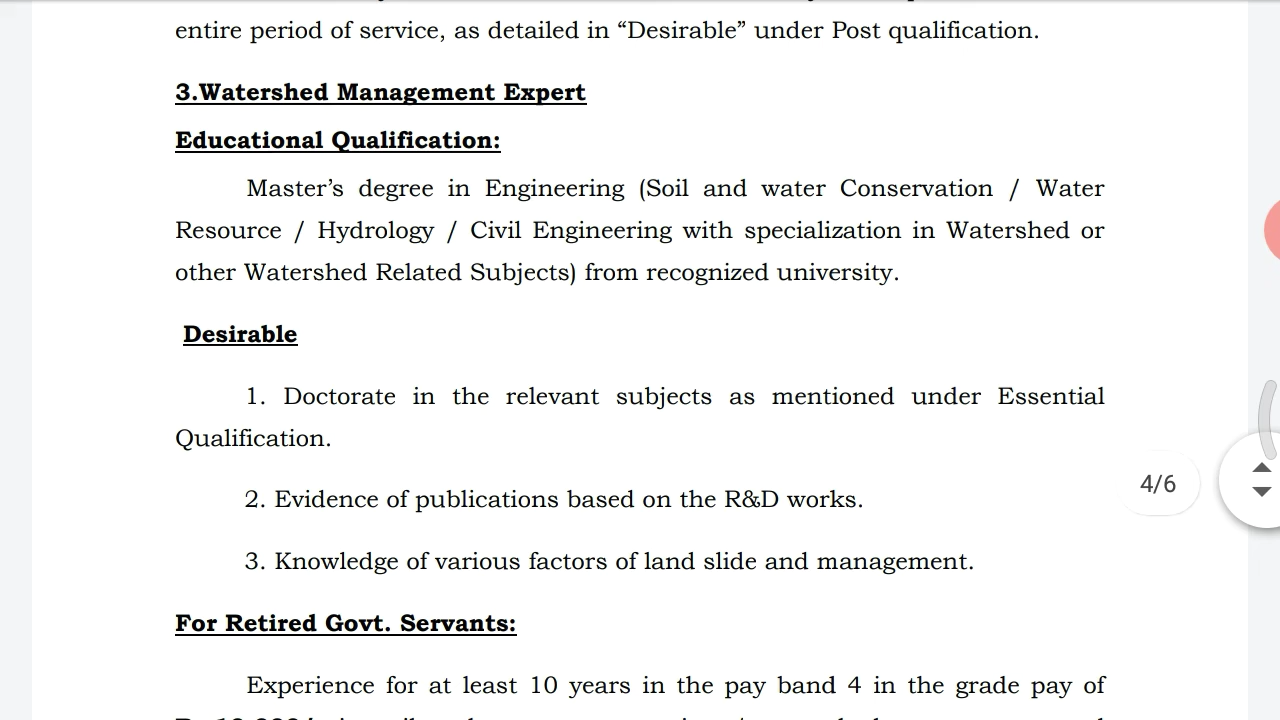 entire period of service, as detailed in “Desirable” under Post qualification.
3.Watershed Management Expert
Educational Qualification:
Master’s degree in Engineering (Soil and water Conservation / Water
Resource / Hydrology / Civil Engineering with specialization in Watershed or
other Watershed Related Subjects) from recognized university.
Desirable
1. Doctorate in the relevant subjects as mentioned under Essential
Qualification.
2. Evidence of publications based on the R&D works.
4/6
3. Knowledge of various factors of land slide and management.
For Retired Govt. Servants:
Experience for at least 10 years in the pay band 4 in the grade pay of